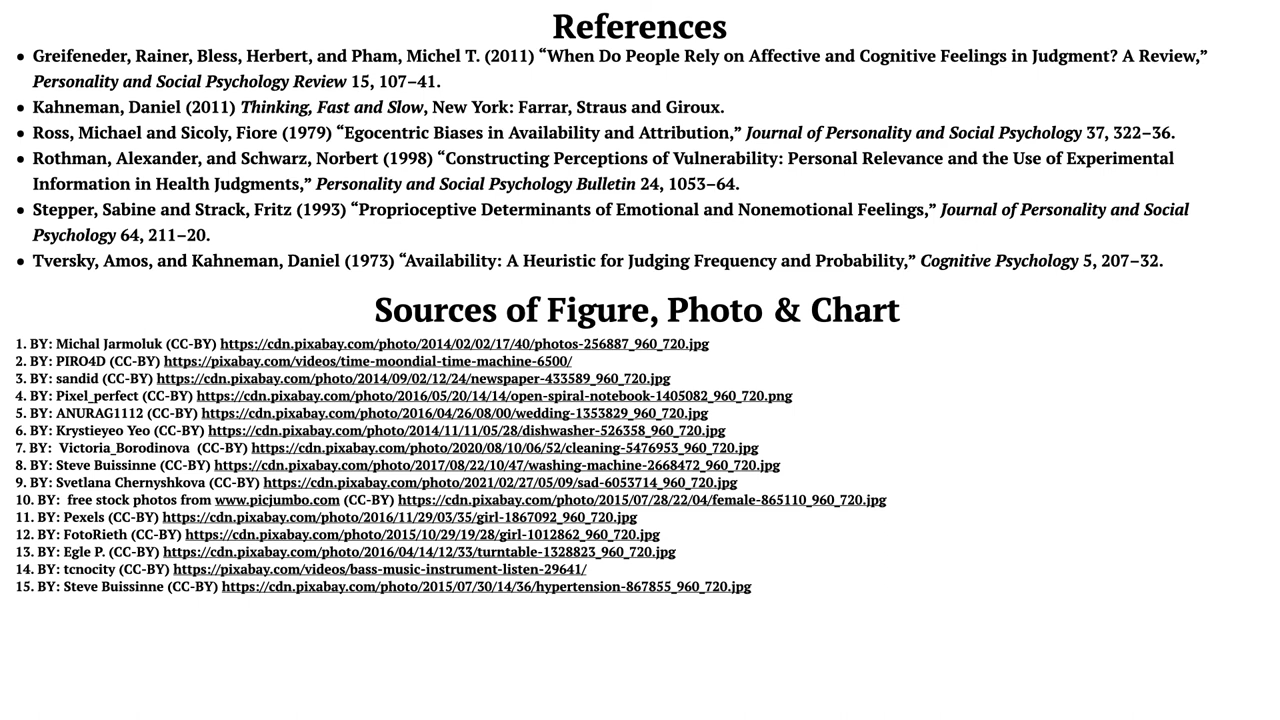 References
• Greifeneder, Rainer, Bless, Herbert, and Pham, Michel T. (2011) “When Do People Rely on Affective and Cognitive Feelings in Judgment? A Review,”
Personality and Social Psychology Review 15, 107–41.
• Kahneman, Daniel (2011) Thinking, Fast and Slow, New York: Farrar, Straus and Giroux.
• Ross, Michael and Sicoly, Fiore (1979) “Egocentric Biases in Availability and Attribution,” Journal of Personality and Social Psychology 37, 322–36.
• Rothman, Alexander, and Schwarz, Norbert (1998) “Constructing Perceptions of Vulnerability: Personal Relevance and the Use of Experimental
Information in Health Judgments,” Personality and Social Psychology Bulletin 24, 1053–64.
• Stepper, Sabine and Strack, Fritz (1993) “Proprioceptive Determinants of Emotional and Nonemotional Feelings,” Journal of Personality and Social
Psychology 64, 211–20.
• Tversky, Amos, and Kahneman, Daniel (1973) “Availability: A Heuristic for Judging Frequency and Probability,” Cognitive Psychology 5, 207–32.
Sources of Figure, Photo & Chart
1. BY: Michal Jarmoluk (CC-BY) https://cdn.pixabay.com/photo/2014/02/02/17/40/photos-256887_960_720.jpg
2. BY: PIRO4D (CC-BY) https://pixabay.com/videos/time-moondial-time-machine-6500/
3. BY: sandid (CC-BY) https://cdn.pixabay.com/photo/2014/09/02/12/24/newspaper-433589_960_720.jpg
4. BY: Pixel_perfect (CC-BY) https://cdn.pixabay.com/photo/2016/05/20/14/14/open-spiral-notebook-1405082_960_720.png
5. BY: ANURAG1112 (CC-BY) https://cdn.pixabay.com/photo/2016/04/26/08/00/wedding-1353829_960_720.jpg
6. BY: Krystieyeo Yeo (CC-BY) https://cdn.pixabay.com/photo/2014/11/11/05/28/dishwasher-526358_960_720.jpg
7. BY: Victoria_Borodinova (CC-BY) https://cdn.pixabay.com/photo/2020/08/10/06/52/cleaning-5476953_960_720.jpg
8. BY: Steve Buissinne (CC-BY) https://cdn.pixabay.com/photo/2017/08/22/10/47/washing-machine-2668472_960_720.jpg
9. BY: Svetlana Chernyshkova (CC-BY) https://cdn.pixabay.com/photo/2021/02/27/05/09/sad-6053714_960_720.jpg
10. BY: free stock photos from www.picjumbo.com (CC-BY) https://cdn.pixabay.com/photo/2015/07/28/22/04/female-865110_960_720.jpg
11. BY: Pexels (CC-BY) https://cdn.pixabay.com/photo/2016/11/29/03/35/girl-1867092_960_720.jpg
12. BY: FotoRieth (CC-BY) https://cdn.pixabay.com/photo/2015/10/29/19/28/girl-1012862_960_720.jpg
13. BY: Egle P. (CC-BY) https://cdn.pixabay.com/photo/2016/04/14/12/33/turntable-1328823_960_720.jpg
14. BY: tcnocity (CC-BY) https://pixabay.com/videos/bass-music-instrument-listen-29641/
15. BY: Steve Buissinne (CC-BY) https://cdn.pixabay.com/photo/2015/07/30/14/36/hypertension-867855_960_720.jpg